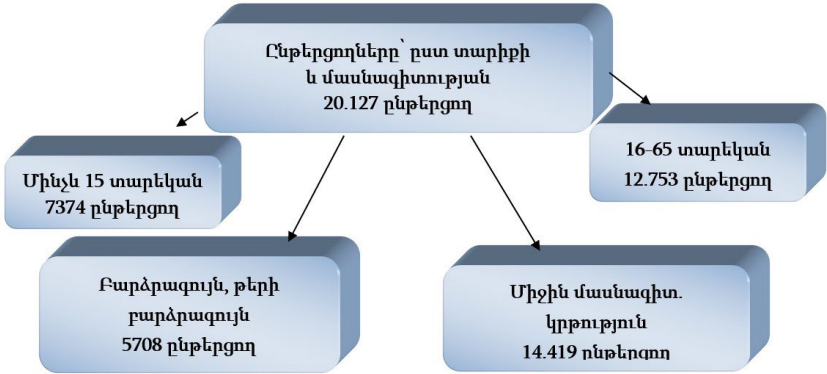 Ընթերցողները՝ ըստ տարիքի
և մասնագիտության
20.127 ընթերցող
Մինչև 15 տարեկան
7374 ընթերցող
16-65 տարեկան
12.753 ընթերցող
Բարձրագույն, թերի
բարձրագույն
5708 ընթերցող
Միջին մասնագիտ.
կրթություն
14.419 ընթերցող